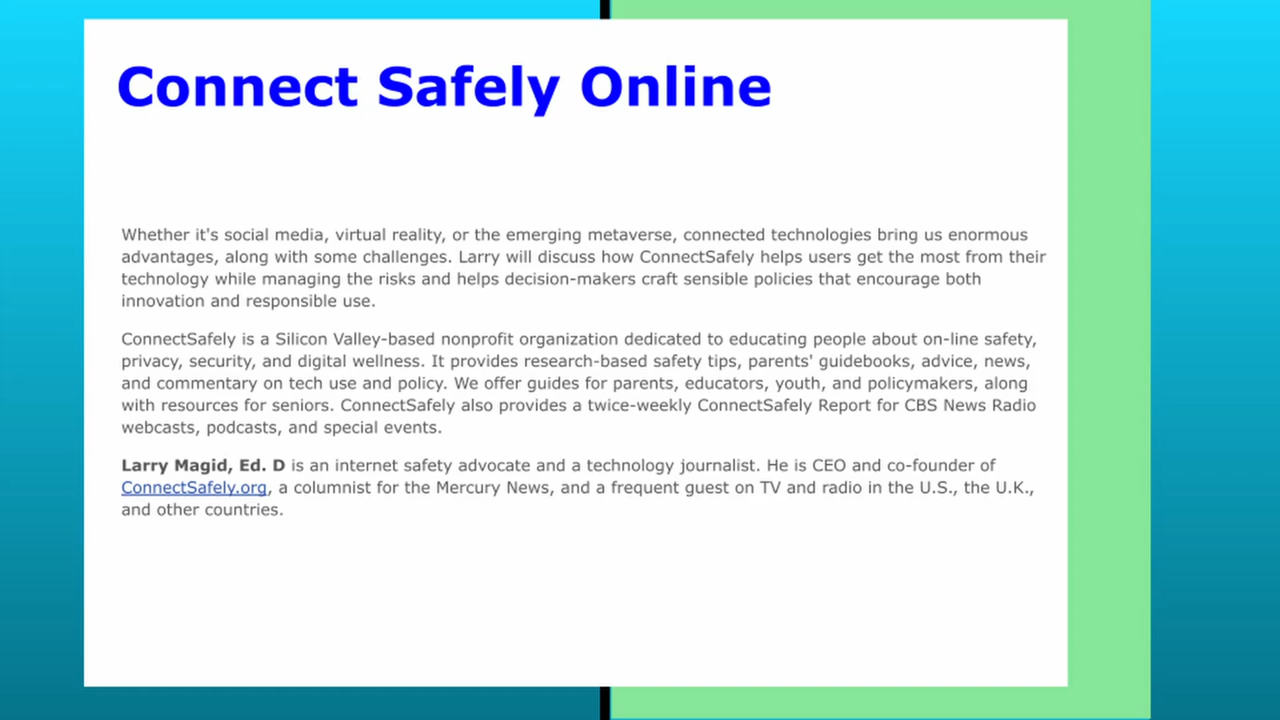 Connect Safely Online
Whether it's social media, virtual reality, or the emerging metaverse, connected technologies bring us enormous
advantages, along with some challenges. Larry will discuss how ConnectSafely helps users get the most from their
technology while managing the risks and helps decision-makers craft sensible policies that encourage both
innovation and responsible use.
ConnectSafely is a Silicon Valley-based nonprofit organization dedicated to educating people about on-line safety,
privacy, security, and digital wellness. It provides research-based safety tips, parents' guidebooks, advice, news,
and commentary on tech use and policy. We offer guides for parents, educators, youth, and policymakers, along
with resources for seniors. ConnectSafely also provides a twice-weekly ConnectSafely Report for CBS News Radio
webcasts, podcasts, and special events.
Larry Magid, Ed. D is an internet safety advocate and a technology journalist. He is CEO and co-founder of
ConnectSafely.org, a columnist for the Mercury News, and a frequent guest on TV and radio in the U.S., the U.K.,
and other countries.